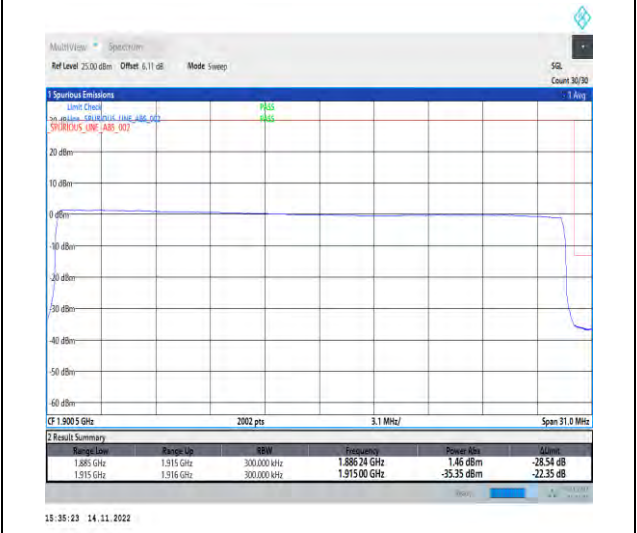 MultiView Spectrum
Ref Level 25.00 dBm Offset 6.11 dB Mode Sweep SGL
Count 30/30
1 Spurious Emissions 1 Avg
Limit Check PASS
Line _SPURIOUS_LINE_ABS_002 PASS
_SPURIOUS_LINE_ABS_002
20 dBm
10 dBm
0 dBm
-10 dBm
-20 dBm
-30 dBm
-40 dBm
-50 dBm
-60 dBm
CF 1.900 5 GHz 2002 pts 3.1 MHz/ Span 31.0 MHz
2 Result Summary
Range Low Range Up RBW Frequency Power Abs ΔLimit
1.885 GHz 1.915 GHz 300.000 kHz 1.886 24 GHz 1.46 dBm -28.54 dB
1.915 GHz 1.916 GHz 300.000 kHz 1.915 00 GHz -35.35 dBm -22.35 dB
15:35:23 14.11.2022